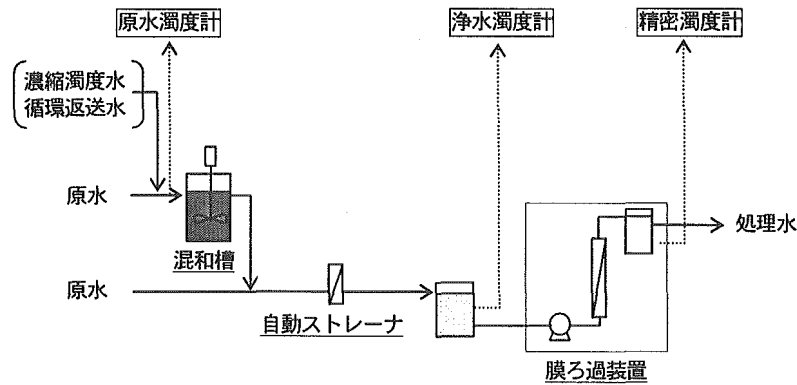 原水濁度計
浄水濁度計
精密濁度計
濃縮濁度水
循環返送水
原水
処理水
混和槽
原水
自動ストレーナ
膜ろ過装置